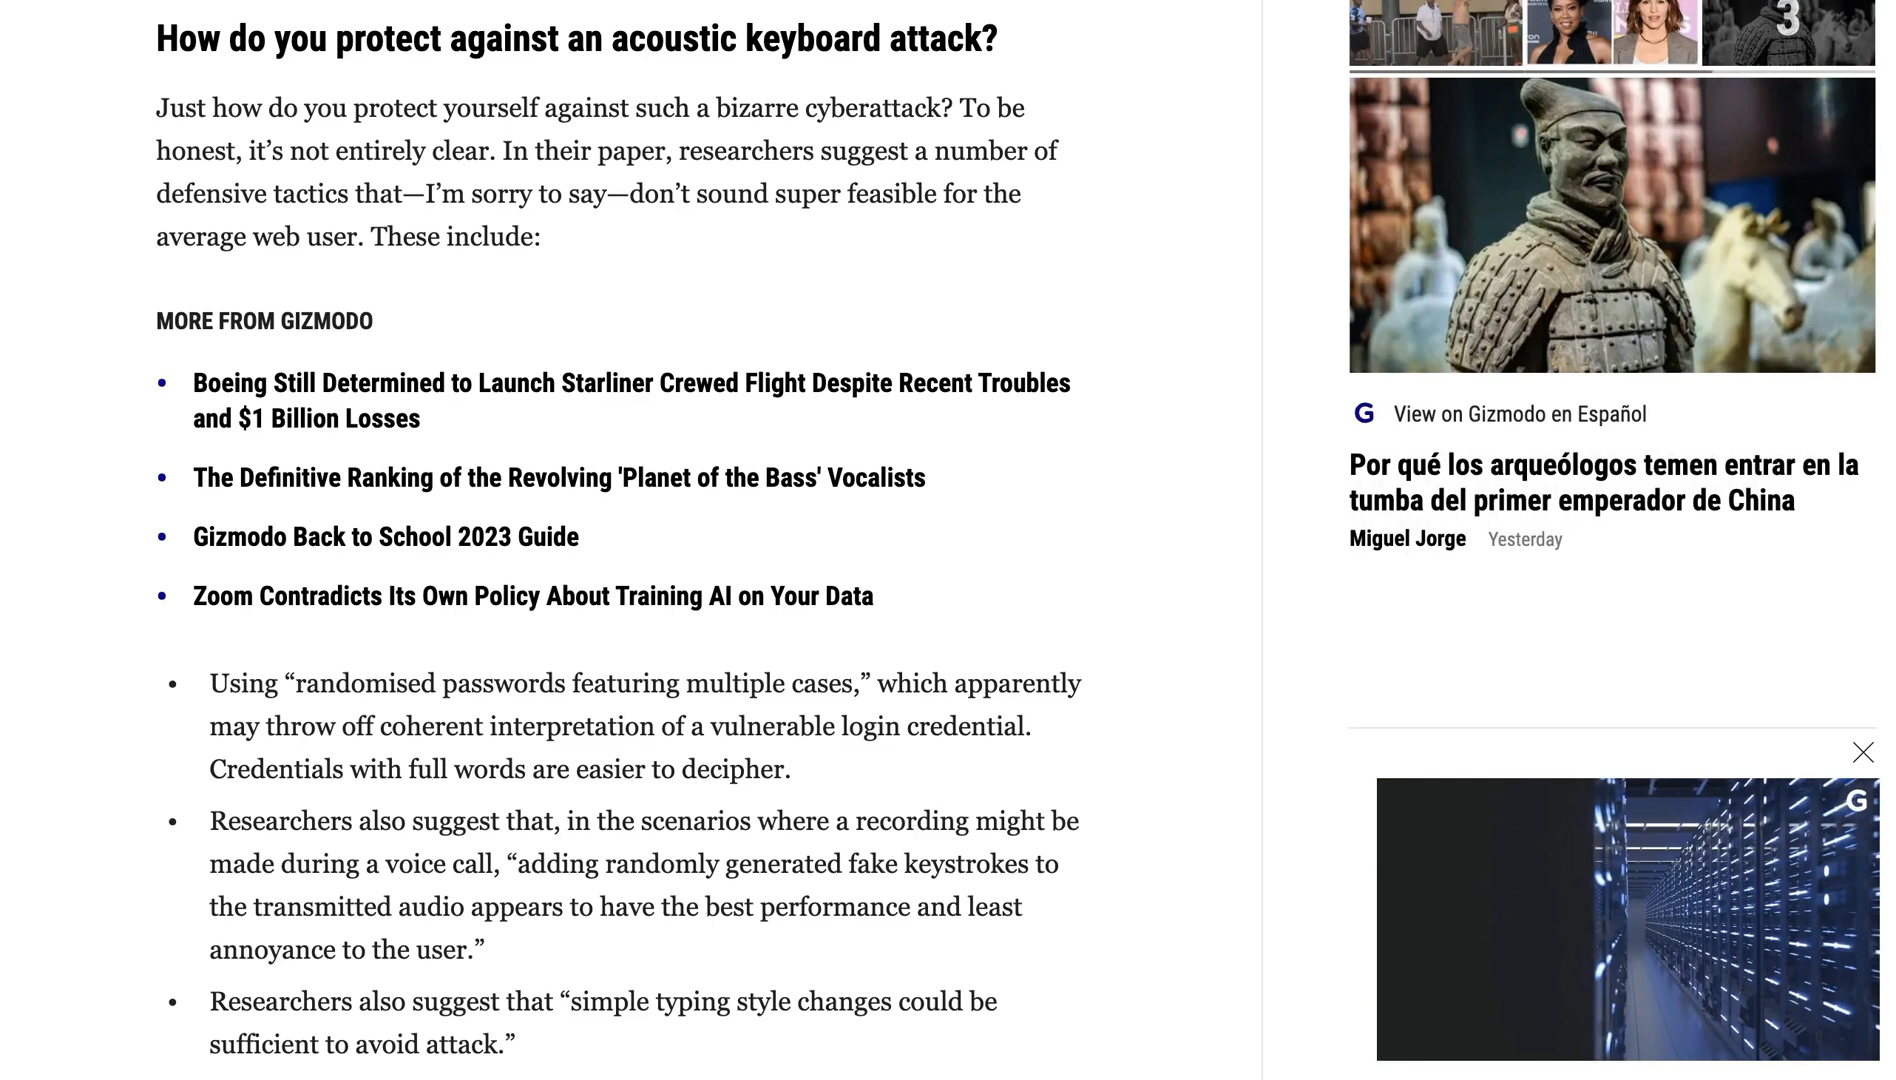 How do you protect against an acoustic keyboard attack?
Just how do you protect yourself against such a bizarre cyberattack? To be
honest, it’s not entirely clear. In their paper, researchers suggest a number of
defensive tactics that—I’m sorry to say—don’t sound super feasible for the
average web user. These include:
MORE FROM GIZMODO
• Boeing Still Determined to Launch Starliner Crewed Flight Despite Recent Troubles
and $1 Billion Losses
• The Definitive Ranking of the Revolving 'Planet of the Bass' Vocalists
• Gizmodo Back to School 2023 Guide
• Zoom Contradicts Its Own Policy About Training AI on Your Data
• Using “randomised passwords featuring multiple cases,” which apparently
may throw off coherent interpretation of a vulnerable login credential.
Credentials with full words are easier to decipher.
• Researchers also suggest that, in the scenarios where a recording might be
made during a voice call, “adding randomly generated fake keystrokes to
the transmitted audio appears to have the best performance and least
annoyance to the user.”
• Researchers also suggest that “simple typing style changes could be
sufficient to avoid attack.”
3
G View on Gizmodo en Español
Por qué los arqueólogos temen entrar en la
tumba del primer emperador de China
Miguel Jorge Yesterday
G